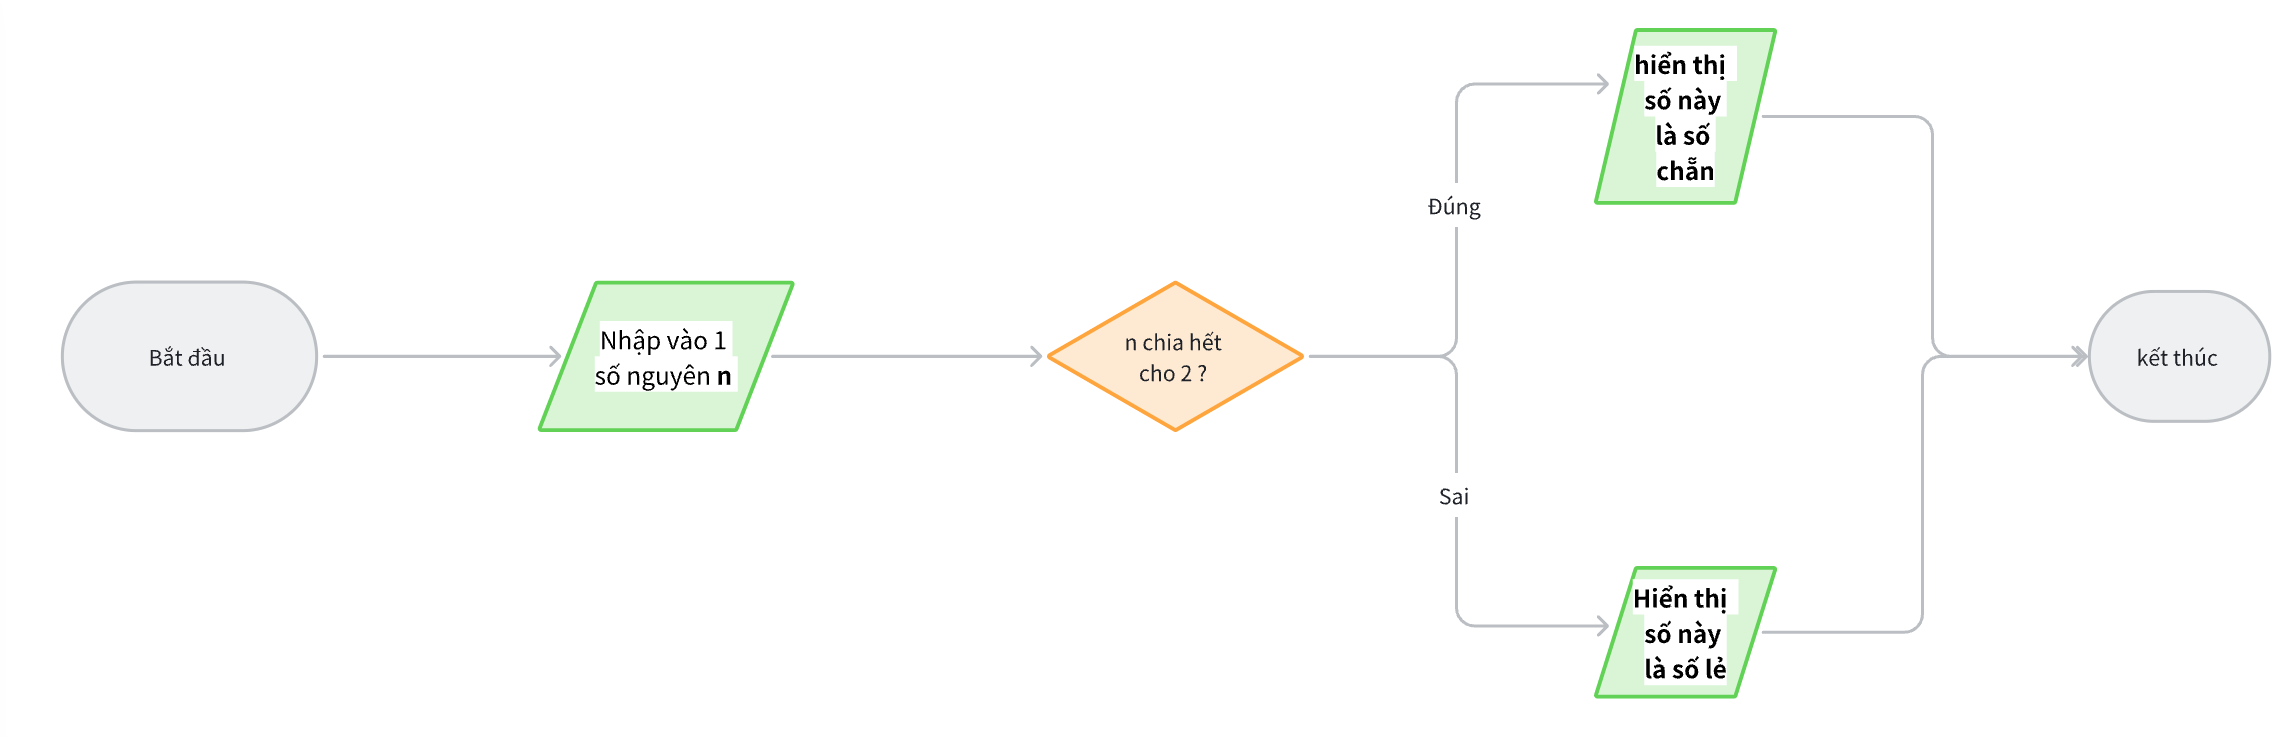 Bắt đầu
Nhập vào 1
số nguyên n
n chia hết
cho 2 ?
Đúng
hiển thị
số này
là số
chẵn
Sai
Hiển thị
số này
là số lẻ
kết thúc